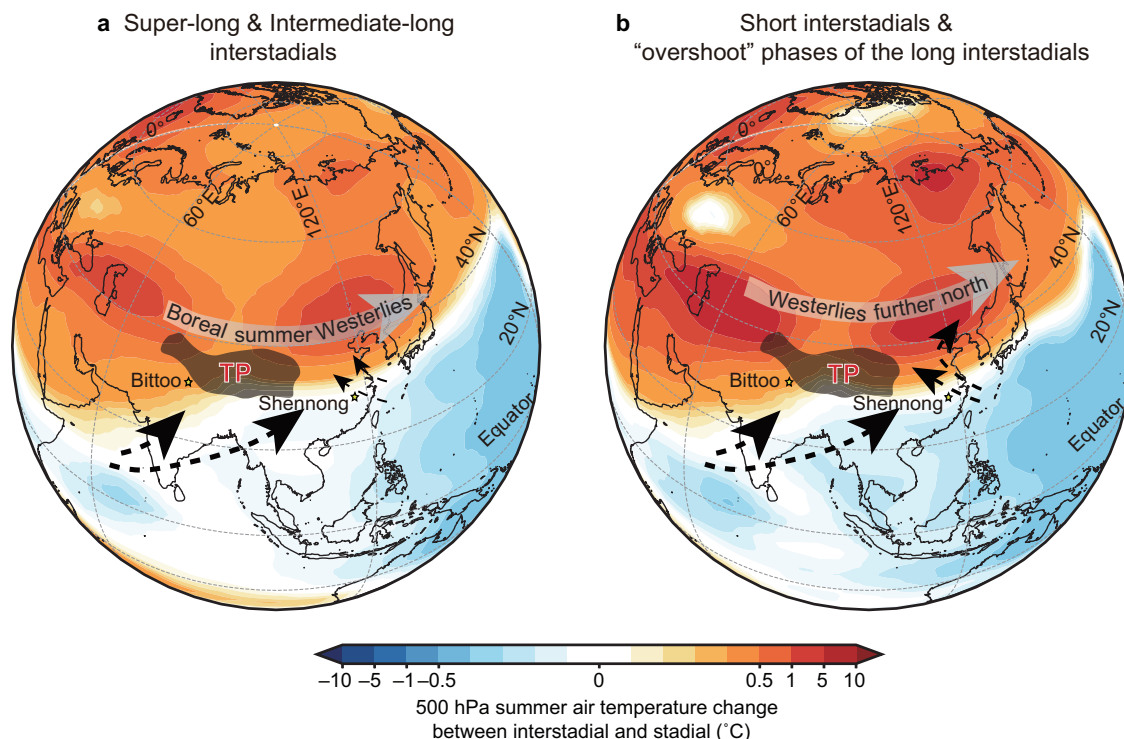 a Super-long & Intermediate-long
interstadials
b Short interstadials &
“overshoot” phases of the long interstadials
0°
60°E
120°E
40°N
20°N
Equator
Boreal summer Westerlies
TP
Bittoo
Shennong
0°
60°E
120°E
40°N
20°N
Equator
Westerlies further north
TP
Bittoo
Shennong
–10 –5 –1 –0.5 0 0.5 1 5 10
500 hPa summer air temperature change
between interstadial and stadial (˚C)